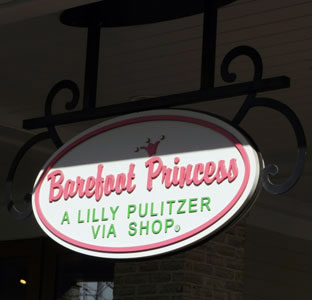 Barefoot Princess
A LILLY PULITZER
VIA SHOP®